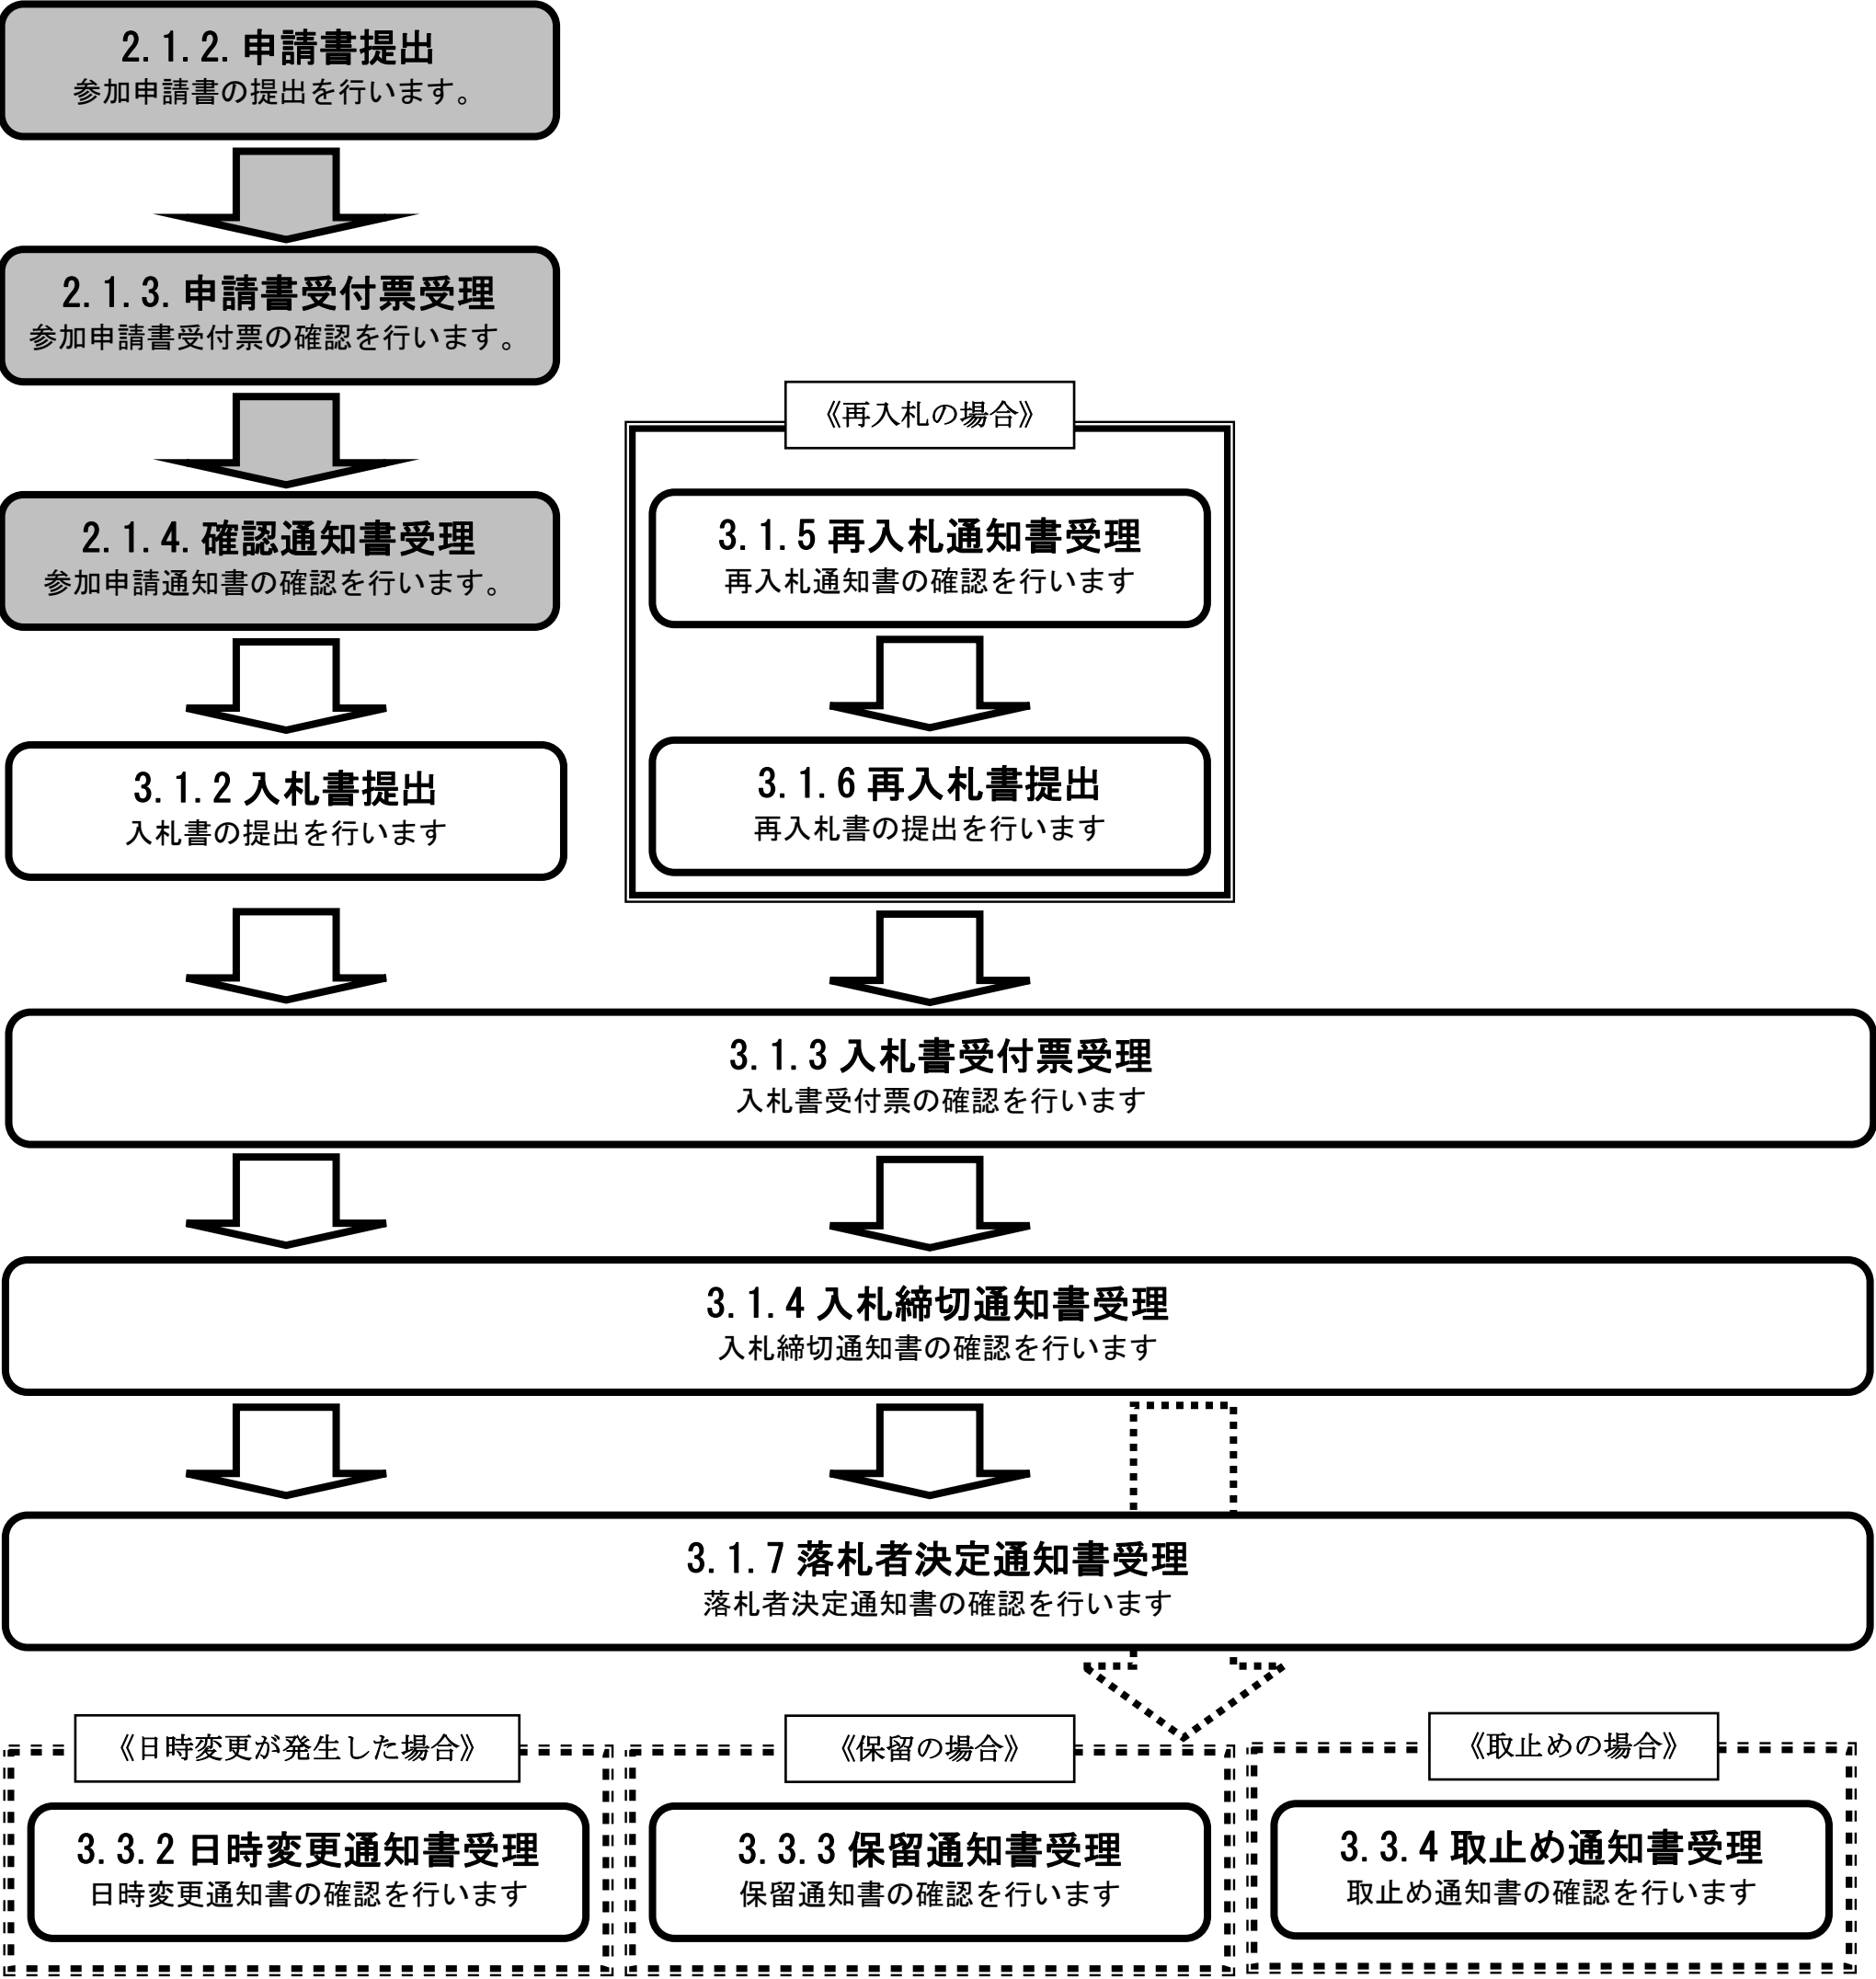 2.1.2.申請書提出
参加申請書の提出を行います。
2.1.3.申請書受付票受理
参加申請書受付票の確認を行います。
2.1.4.確認通知書受理
参加申請通知書の確認を行います。
3.1.2 入札書提出
入札書の提出を行います
《再入札の場合》
3.1.5 再入札通知書受理
再入札通知書の確認を行います
3.1.6 再入札書提出
再入札書の提出を行います
3.1.3 入札書受付票受理
入札書受付票の確認を行います
3.1.4 入札締切通知書受理
入札締切通知書の確認を行います
3.1.7 落札者決定通知書受理
落札者決定通知書の確認を行います
《日時変更が発生した場合》
3.3.2 日時変更通知書受理
日時変更通知書の確認を行います
《保留の場合》
3.3.3 保留通知書受理
保留通知書の確認を行います
《取止めの場合》
3.3.4 取止め通知書受理
取止め通知書の確認を行います